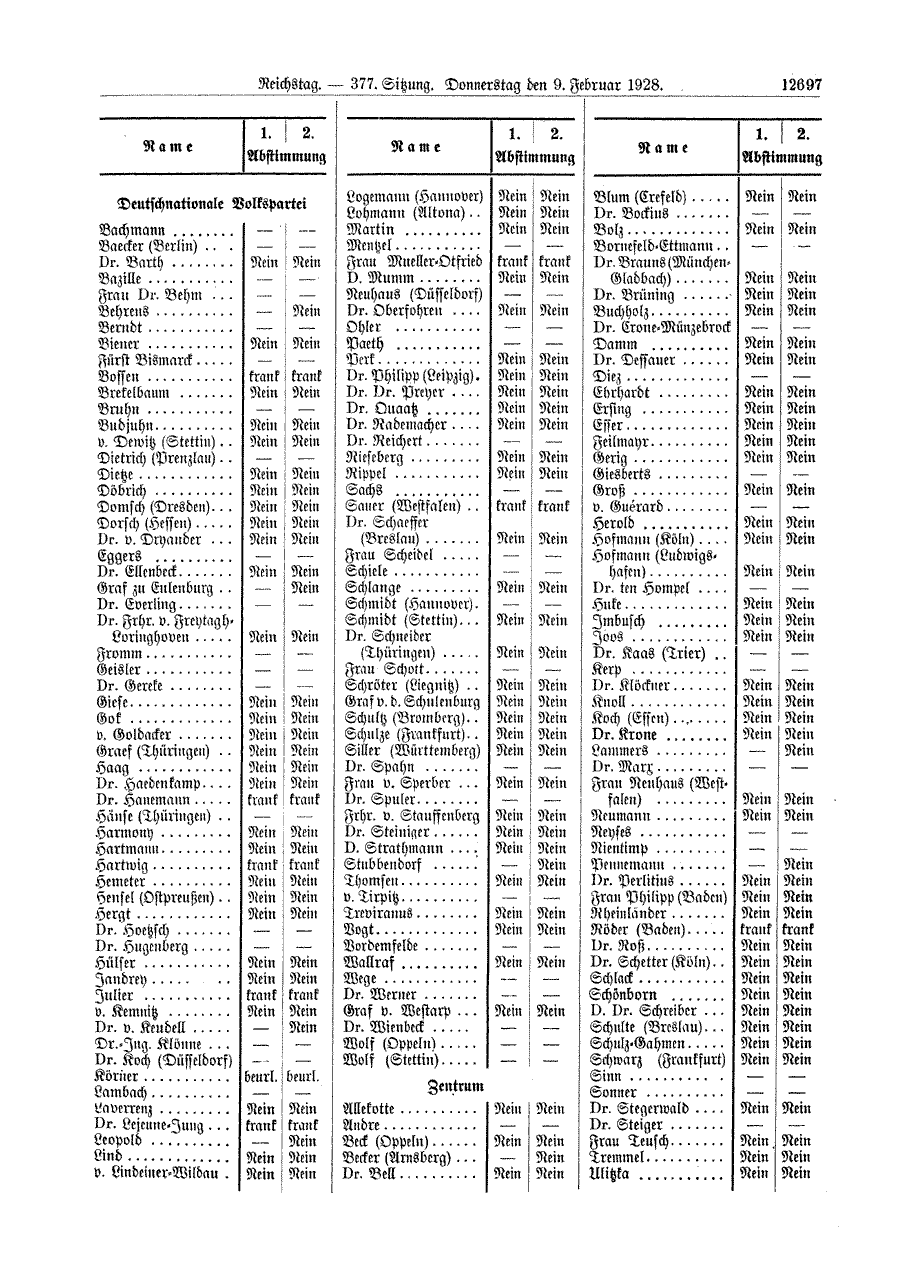 Reichstag. — 377. Sitzung. Donnerstag den 9. Februar 1928. 12697
Name 1. 2. Abstimmung
Deutschnationale Volkspartei
Bachmann ........ — —
Baecker (Berlin) .. . — —
Dr. Barth ........ Nein Nein
Bazille ........... — —
Frau Dr. Behm ... — —
Behrens .......... — Nein
Berndt ........... — —
Biener ........... Nein Nein
Fürst Bismarck ..... — —
Bossen ........... krank krank
Brekelbaum ....... Nein Nein
Bruhn ........... — —
Budjuhn .......... Nein Nein
v. Dewitz (Stettin) .. Nein Nein
Dietrich (Prenzlau) .. — —
Dietze ............ Nein Nein
Döbrich .......... Nein Nein
Domsch (Dresden)... Nein Nein
Dorsch (Hessen) ..... Nein Nein
Dr. v. Dryander ... Nein Nein
Eggers .......... — —
Dr. Ellenbeck ....... Nein Nein
Graf zu Eulenburg .. — Nein
Dr. Everling ....... — —
Dr. Frhr. v. Freytagh-
Loringhoven ..... Nein Nein
Fromm ........... — —
Geisler ........... — —
Dr. Gereke ........ — —
Giese ............. Nein Nein
Gok ............. Nein Nein
v. Goldacker ....... Nein Nein
Graef (Thüringen) .. Nein Nein
Haag ............ Nein Nein
Dr. Haedenkamp.... Nein Nein
Dr. Hanemann ..... krank krank
Hänse (Thüringen) .. — —
Harmony ......... Nein Nein
Hartmann ......... Nein Nein
Hartwig .......... krank krank
Hemeter .......... Nein Nein
Hensel (Ostpreußen) .. Nein Nein
Hergt ............ Nein Nein
Dr. Hoetzsch ...... — —
Dr. Hugenberg ..... — —
Hülser ........... Nein Nein
Jandrey ..... .. Nein Nein
Julier ........... krank krank
v. Kemnitz ........ Nein Nein
Dr. v. Keudell ..... — Nein
Dr.-Ing. Klönne ... — —
Dr. Koch (Düsseldorf) — —
Körner ........... beurl. beurl.
Lambach .......... — —
Laverrenz ......... Nein Nein
Dr. Lejeune-Jung ... krank krank
Leopold .......... — Nein
Lind ............. Nein Nein
v. Lindeiner-Wildau . Nein Nein
Name 1. 2. Abstimmung
Logemann (Hannover) Nein Nein
Lohmann (Altona) .. Nein Nein
Martin .......... Nein Nein
Mentzel ........... — —
Frau Mueller-Otfried krank krank
D. Mumm ........ Nein Nein
Neuhaus (Düsseldorf) — —
Dr. Oberfohren .... Nein Nein
Ohler ........... — —
Paeth ........... — —
Perk ............. Nein Nein
Dr. Philipp (Leipzig). Nein Nein
Dr. Dr. Preyer .... Nein Nein
Dr. Quaatz ....... Nein Nein
Dr. Rademacher .... Nein Nein
Dr. Reichert ....... — —
Rieseberg ......... Nein Nein
Rippel ........... Nein Nein
Sachs ........... — —
Sauer (Westfalen) .. krank krank
Dr. Schaeffer
(Breslau) ....... Nein Nein
Frau Scheidel ..... — —
Schiele ........... — —
Schlange .......... Nein Nein
Schmidt (Hannover). — —
Schmidt (Stettin)... Nein Nein
Dr. Schneider
(Thüringen) ..... Nein Nein
Frau Schott ....... — —
Schröter (Liegnitz) .. Nein Nein
Graf v. d. Schulenburg Nein Nein
Schultz (Bromberg).. Nein Nein
Schulze (Frankfurt).. Nein Nein
Siller (Württemberg) Nein Nein
Dr. Spahn ....... — —
Frau v. Sperber ... Nein Nein
Dr. Spuler ........ — —
Frhr. v. Stauffenberg Nein Nein
Dr. Steiniger ...... Nein Nein
D. Strathmann .... Nein Nein
Stubbendorf ...... — Nein
Thomsen .......... Nein Nein
v. Tirpitz .......... — —
Treviranus ........ Nein Nein
Vogt ............. Nein Nein
Vordemfelde ....... — —
Wallraf .......... Nein Nein
Wege ............ — —
Dr. Werner ....... — —
Graf v. Westarp ... Nein Nein
Dr. Wienbeck ..... — —
Wolf (Oppeln) ..... — —
Wolf (Stettin) ..... — —
Zentrum
Allekotte .......... Nein Nein
Andre ............ — —
Beck (Oppeln) ...... Nein Nein
Becker (Arnsberg) ... — Nein
Dr. Bell .......... Nein Nein
Name 1. 2. Abstimmung
Blum (Crefeld) ..... Nein Nein
Dr. Bockius ....... — —
Bolz ............. Nein Nein
Bornefeld-Ettmann .. — —
Dr. Brauns (München-
Gladbach) ....... Nein Nein
Dr. Brüning ...... Nein Nein
Buchholz .......... Nein Nein
Dr. Crone-Münzebrock — —
Damm .......... Nein Nein
Dr. Dessauer ...... Nein Nein
Diez ............. — —
Ehrhardt .......... Nein Nein
Ersing ........... Nein Nein
Esser ............. Nein Nein
Feilmayr .......... Nein Nein
Gerig ............ Nein Nein
Giesberts ......... — —
Groß ............ Nein Nein
v. Guérard ........ — —
Herold .......... Nein Nein
Hofmann (Köln) .... Nein Nein
Hofmann (Ludwigs-
hafen) .......... Nein Nein
Dr. ten Hompel .... — —
Huke ............. Nein Nein
Imbusch ......... Nein Nein
Joos ............ Nein Nein
Dr. Kaas (Trier) .. — —
Kerp ............ — —
Dr. Klöckner ....... Nein Nein
Knoll ............ Nein Nein
Koch (Essen) ....... Nein Nein
Dr. Krone ........ Nein Nein
Lammers ......... — Nein
Dr. Marx ......... — —
Frau Neuhaus (West-
falen) ......... Nein Nein
Neumann ......... Nein Nein
Neyses ........... — —
Nientimp ......... — —
Pennemann ....... — Nein
Dr. Perlitius ...... Nein Nein
Frau Philipp (Baden) Nein Nein
Rheinländer ....... Nein Nein
Röder (Baden)..... krank krank
Dr. Roß .......... Nein Nein
Dr. Schetter (Köln).. Nein Nein
Schlack ........... Nein Nein
Schönborn ....... Nein Nein
D. Dr. Schreiber ... Nein Nein
Schulte (Breslau)... Nein Nein
Schulz-Gahmen ..... Nein Nein
Schwarz (Frankfurt) Nein Nein
Sinn .......... . — —
Sonner ........... — —
Dr. Stegerwald .... Nein Nein
Dr. Steiger ....... — —
Frau Teusch ....... Nein Nein
Tremmel .......... Nein Nein
Ulitzka ........... Nein Nein